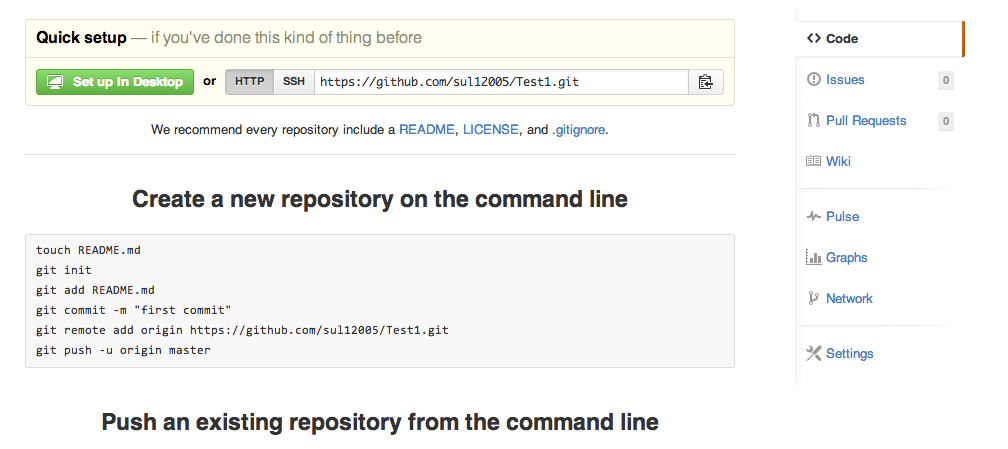 Quick setup — if you've done this kind of thing before
Set up in Desktop or HTTP SSH https://github.com/sul12005/Test1.git
We recommend every repository include a README, LICENSE, and .gitignore.
Create a new repository on the command line
touch README.md
git init
git add README.md
git commit -m "first commit"
git remote add origin https://github.com/sul12005/Test1.git
git push -u origin master
Push an existing repository from the command line
Code
Issues 0
Pull Requests 0
Wiki
Pulse
Graphs
Network
Settings